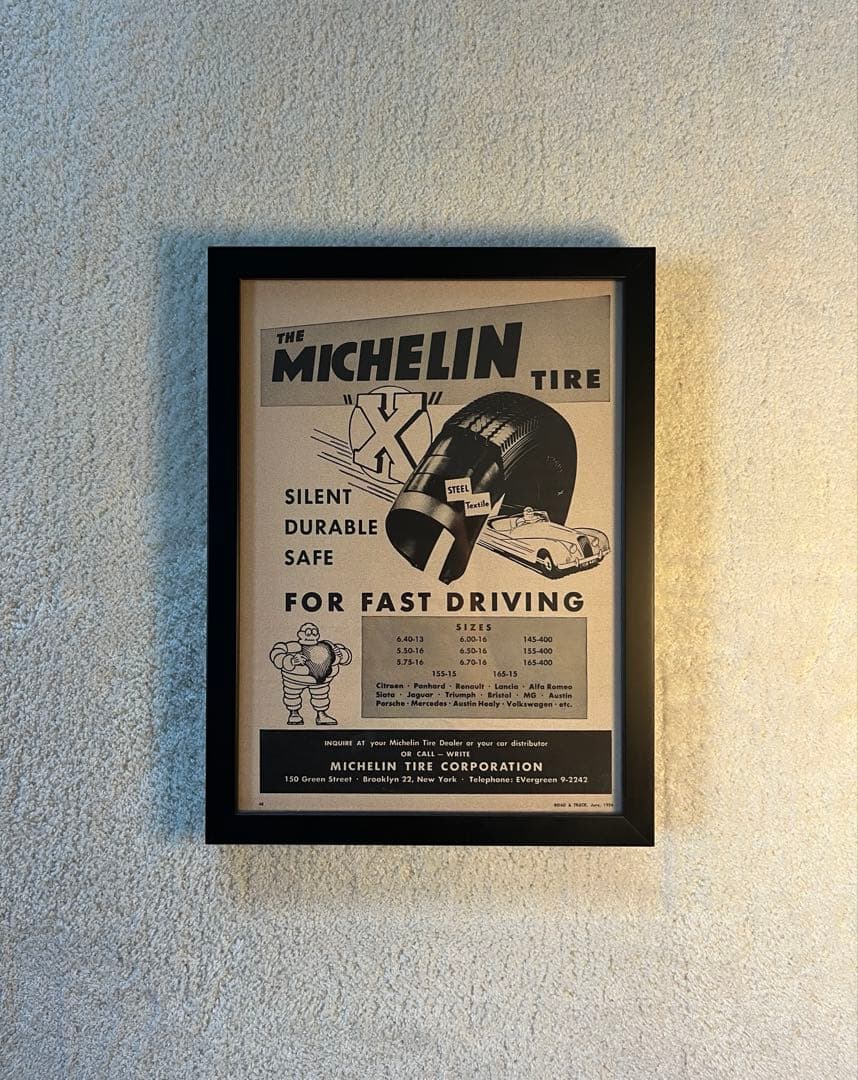 THE
MICHELIN
TIRE
"X"
STEEL
Textile
SILENT
DURABLE
SAFE
FOR FAST DRIVING
SIZES
6.40-13 6.00-16 145-400
5.50-16 6.50-16 155-400
5.75-16 6.70-16 165-400
155-15 165-15
Citroen · Panhard · Renault · Lancia · Alfa Romeo
Siata · Jaguar · Triumph · Bristol · MG · Austin
Porsche · Mercedes · Austin Healy · Volkswagen · etc.
INQUIRE AT your Michelin Tire Dealer or your car distributor
OR CALL — WRITE
MICHELIN TIRE CORPORATION
150 Green Street · Brooklyn 22, New York · Telephone: EVergreen 9-2242
ROAD & TRACK, June,